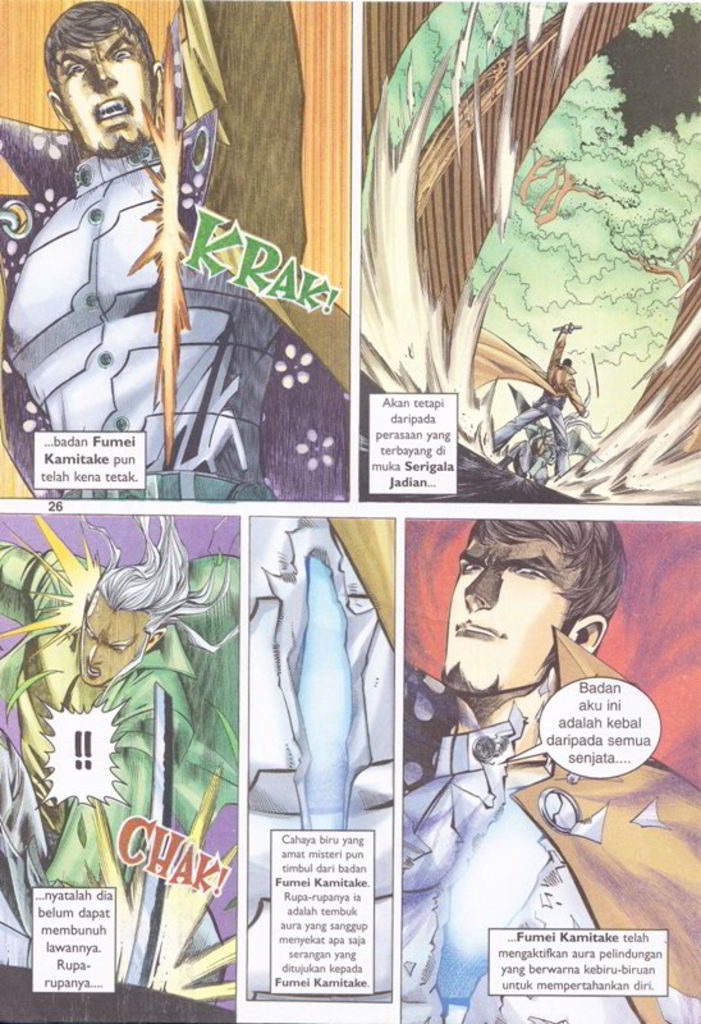 KRAK!
...badan Fumei
Kamitake pun
telah kena tetak.
Akan tetapi
daripada
perasaan yang
terbayang di
muka Serigala
Jadian...
26
!!
CHAK!
...nyatalah dia
belum dapat
membunuh
lawannya.
Rupa-
rupanya....
Cahaya biru yang
amat misteri pun
timbul dari badan
Fumei Kamitake.
Rupa-rupanya ia
adalah tembuk
aura yang sanggup
menyekat apa saja
serangan yang
ditujukan kepada
Fumei Kamitake.
Badan
aku ini
adalah kebal
daripada semua
senjata....
...Fumei Kamitake telah
mengaktifkan aura pelindungan
yang berwarna kebiru-biruan
untuk mempertahankan diri.